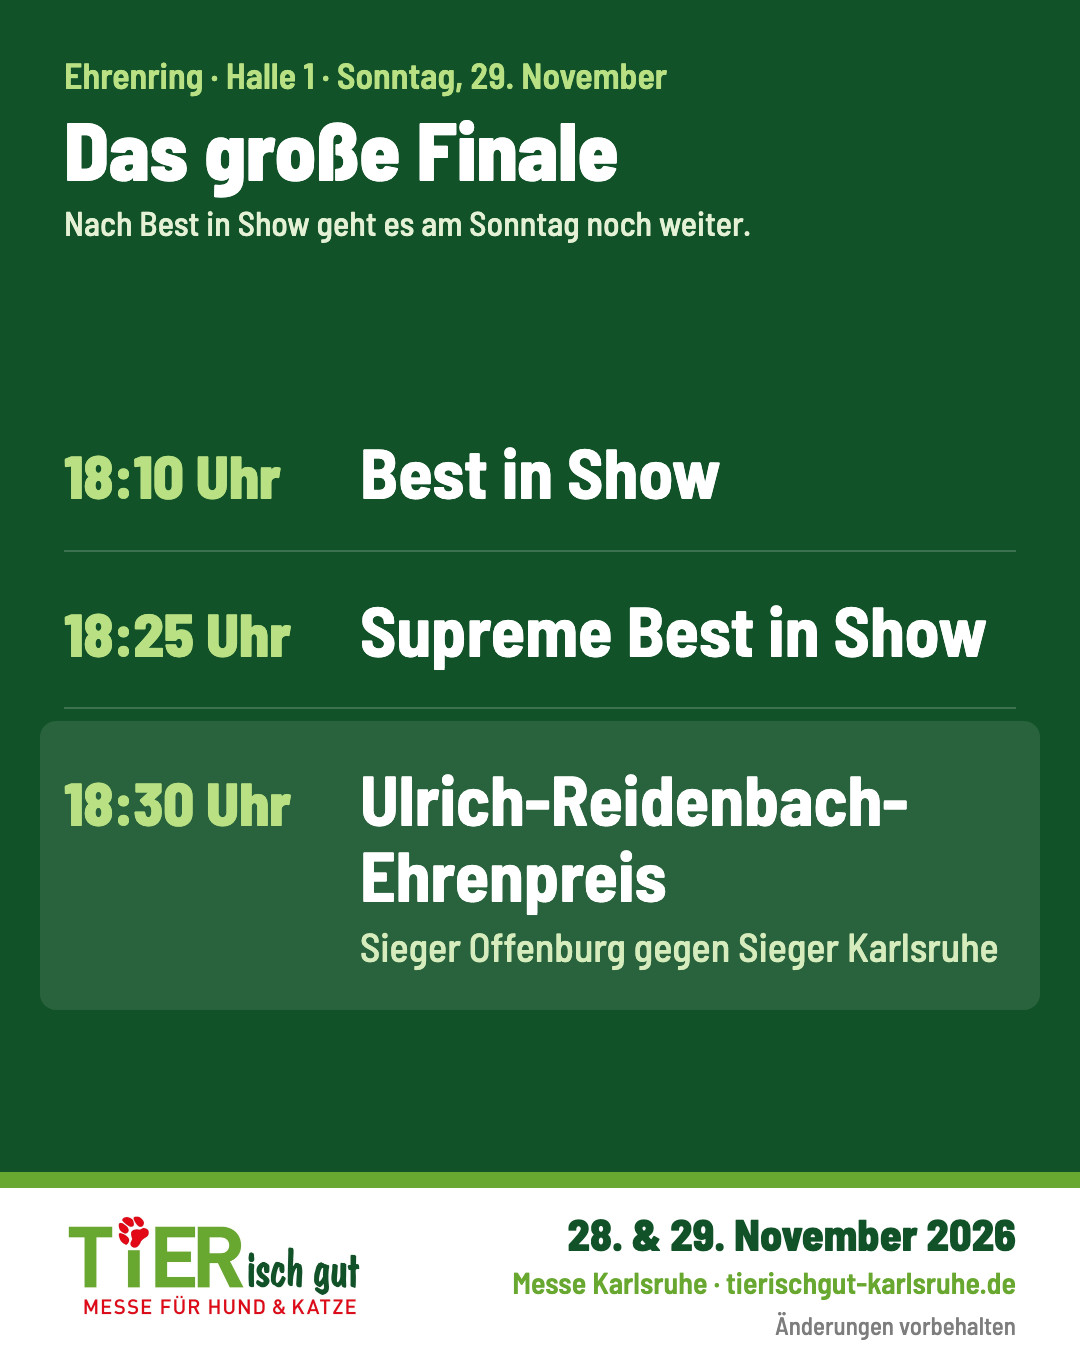 Ehrenring · Halle 1 · Sonntag, 29. November
Das große Finale
Nach Best in Show geht es am Sonntag noch weiter.
18:10 Uhr Best in Show
18:25 Uhr Supreme Best in Show
18:30 Uhr Ulrich-Reidenbach-
Ehrenpreis
Sieger Offenburg gegen Sieger Karlsruhe
TiERisch gut
MESSE FÜR HUND & KATZE
28. & 29. November 2026
Messe Karlsruhe · tierischgut-karlsruhe.de
Änderungen vorbehalten